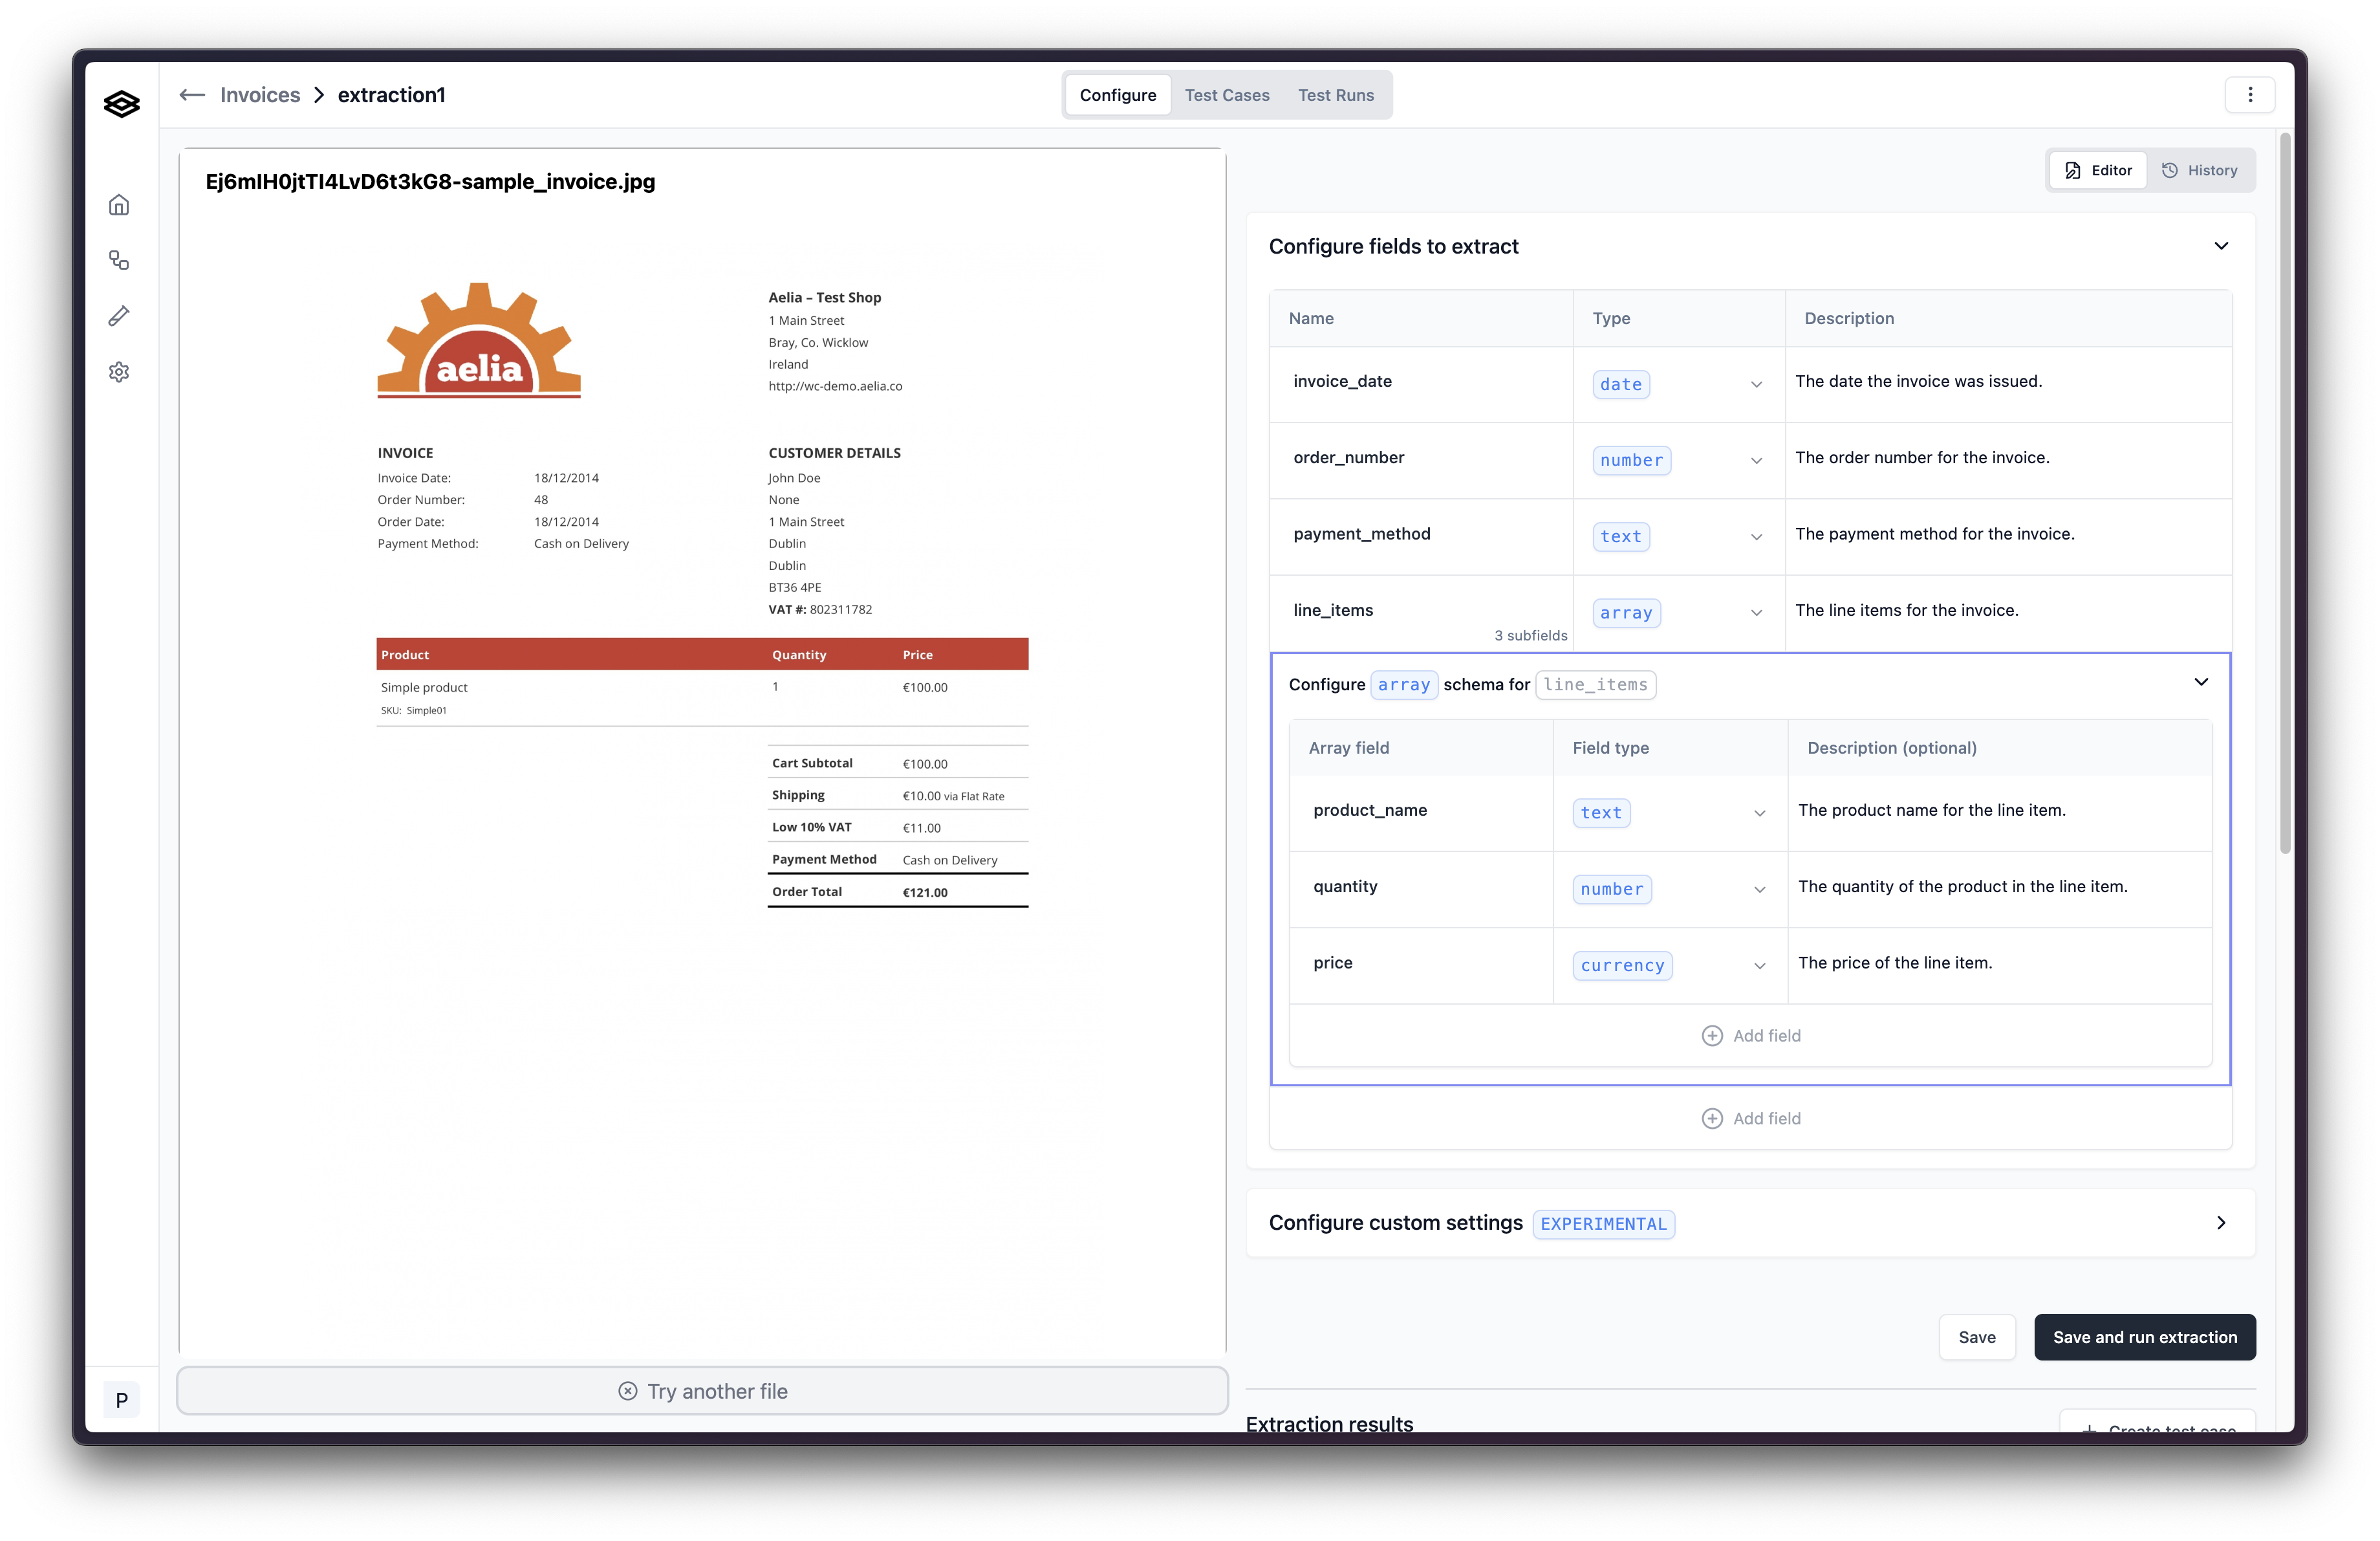 Invoices > extraction1
Configure Test Cases Test Runs
Ej6mIH0jtTI4LvD6t3kG8-sample_invoice.jpg
aelia
Aelia – Test Shop
1 Main Street
Bray, Co. Wicklow
Ireland
http://wc-demo.aelia.co
INVOICE
Invoice Date: 18/12/2014
Order Number: 48
Order Date: 18/12/2014
Payment Method: Cash on Delivery
CUSTOMER DETAILS
John Doe
None
1 Main Street
Dublin
Dublin
BT36 4PE
VAT #: 802311782
Product Quantity Price
Simple product 1 €100.00
SKU: Simple01
Cart Subtotal €100.00
Shipping €10.00 via Flat Rate
Low 10% VAT €11.00
Payment Method Cash on Delivery
Order Total €121.00
Try another file
P
Editor History
Configure fields to extract
Name Type Description
invoice_date date The date the invoice was issued.
order_number number The order number for the invoice.
payment_method text The payment method for the invoice.
line_items array The line items for the invoice.
3 subfields
Configure array schema for line_items
Array field Field type Description (optional)
product_name text The product name for the line item.
quantity number The quantity of the product in the line item.
price currency The price of the line item.
Add field
Add field
Configure custom settings EXPERIMENTAL
Save Save and run extraction
Extraction results
+ Create test case